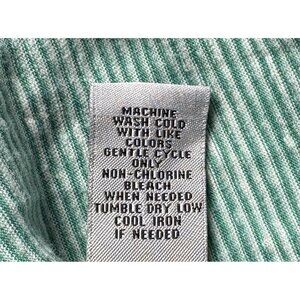 MACHINE
WASH COLD
WITH LIKE
COLORS
GENTLE CYCLE
ONLY
NON-CHLORINE
BLEACH
WHEN NEEDED
TUMBLE DRY LOW
COOL IRON
IF NEEDED